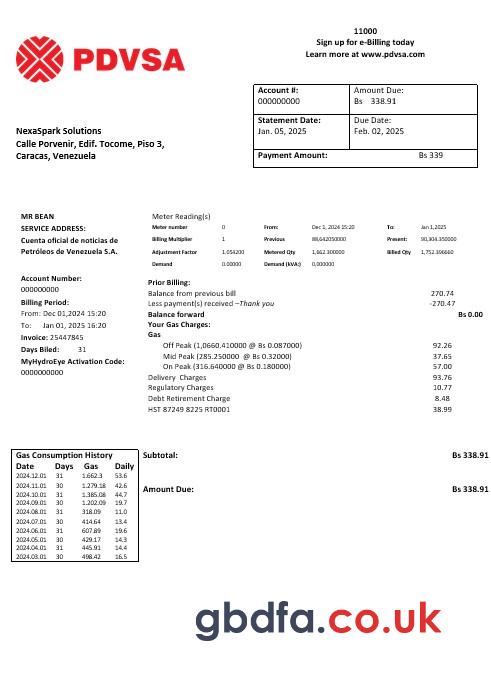 11000
Sign up for e-Billing today
Learn more at www.pdvsa.com
PDVSA
Account #:
000000000
Amount Due:
Bs 338.91
Statement Date:
Jan. 05, 2025
Due Date:
Feb. 02, 2025
Payment Amount: Bs 339
NexaSpark Solutions
Calle Porvenir, Edif. Tocome, Piso 3,
Caracas, Venezuela
MR BEAN
SERVICE ADDRESS:
Cuenta oficial de noticias de
Petróleos de Venezuela S.A.
Account Number:
000000000
Billing Period:
From: Dec 01,2024 15:20
To: Jan 01, 2025 16:20
Invoice: 25447845
Days Biled: 31
MyHydroEye Activation Code:
0000000000
Meter Reading(s)
Meter number 0 From: Dec 1, 2024 15:20 To: Jan 1,2025
Billing Multiplier 1 Previous 88,642050000 Present: 90,304.350000
Adjustment Factor 1,054200 Metered Qty 1,662.300000 Billed Qty 1,752.396660
Demand 0.00000 Demand (kVA:) 0,000000
Prior Billing:
Balance from previous bill 270.74
Less payment(s) received –Thank you -270.47
Balance forward Bs 0.00
Your Gas Charges:
Gas
Off Peak (1,0660.410000 @ Bs 0.087000) 92.26
Mid Peak (285.250000 @ Bs 0.32000) 37.65
On Peak (316.640000 @ Bs 0.180000) 57.00
Delivery Charges 93.76
Regulatory Charges 10.77
Debt Retirement Charge 8.48
HST 87249 8225 RT0001 38.99
Gas Consumption History
Date Days Gas Daily
2024.12.01 31 1.662.3 53.6
2024.11.01 30 1.279.18 42.6
2024.10.01 31 1.385.08 44.7
2024.09.01 30 1.202.09 19.7
2024.08.01 31 318.09 11.0
2024.07.01 30 414.64 13.4
2024.06.01 31 607.89 19.6
2024.05.01 30 429.17 14.3
2024.04.01 31 445.91 14.4
2024.03.01 30 498.42 16.5
Subtotal: Bs 338.91
Amount Due: Bs 338.91
gbdfa.co.uk